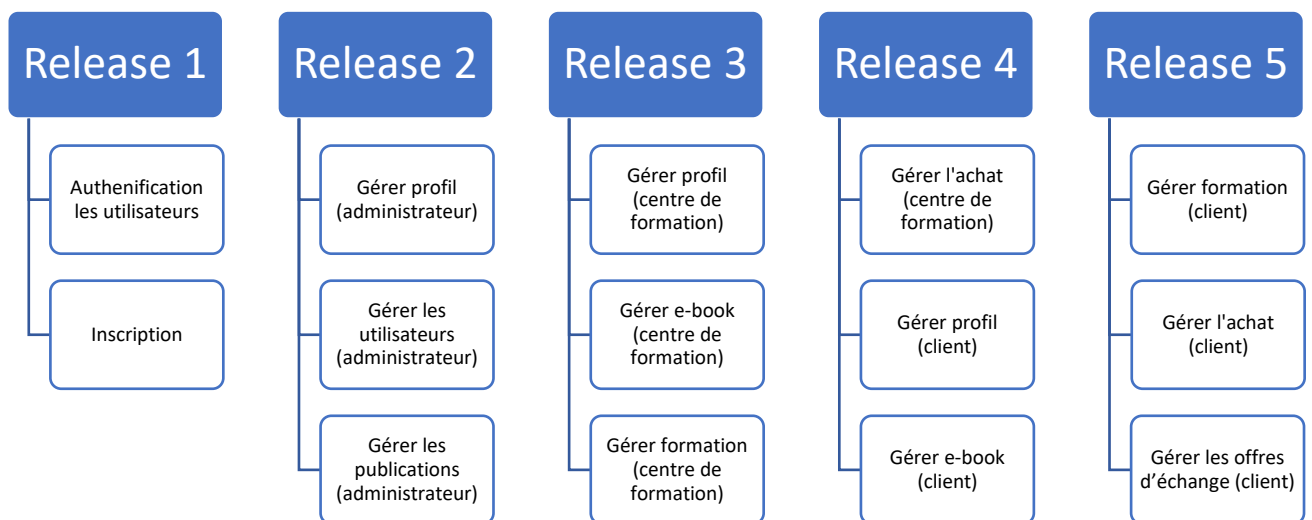 Release 1
Authenification
les utilisateurs
Inscription
Release 2
Gérer profil
(administrateur)
Gérer les
utilisateurs
(administrateur)
Gérer les
publications
(administrateur)
Release 3
Gérer profil
(centre de
formation)
Gérer e-book
(centre de
formation)
Gérer formation
(centre de
formation)
Release 4
Gérer l'achat
(centre de
formation)
Gérer profil
(client)
Gérer e-book
(client)
Release 5
Gérer formation
(client)
Gérer l'achat
(client)
Gérer les offres
d’échange (client)